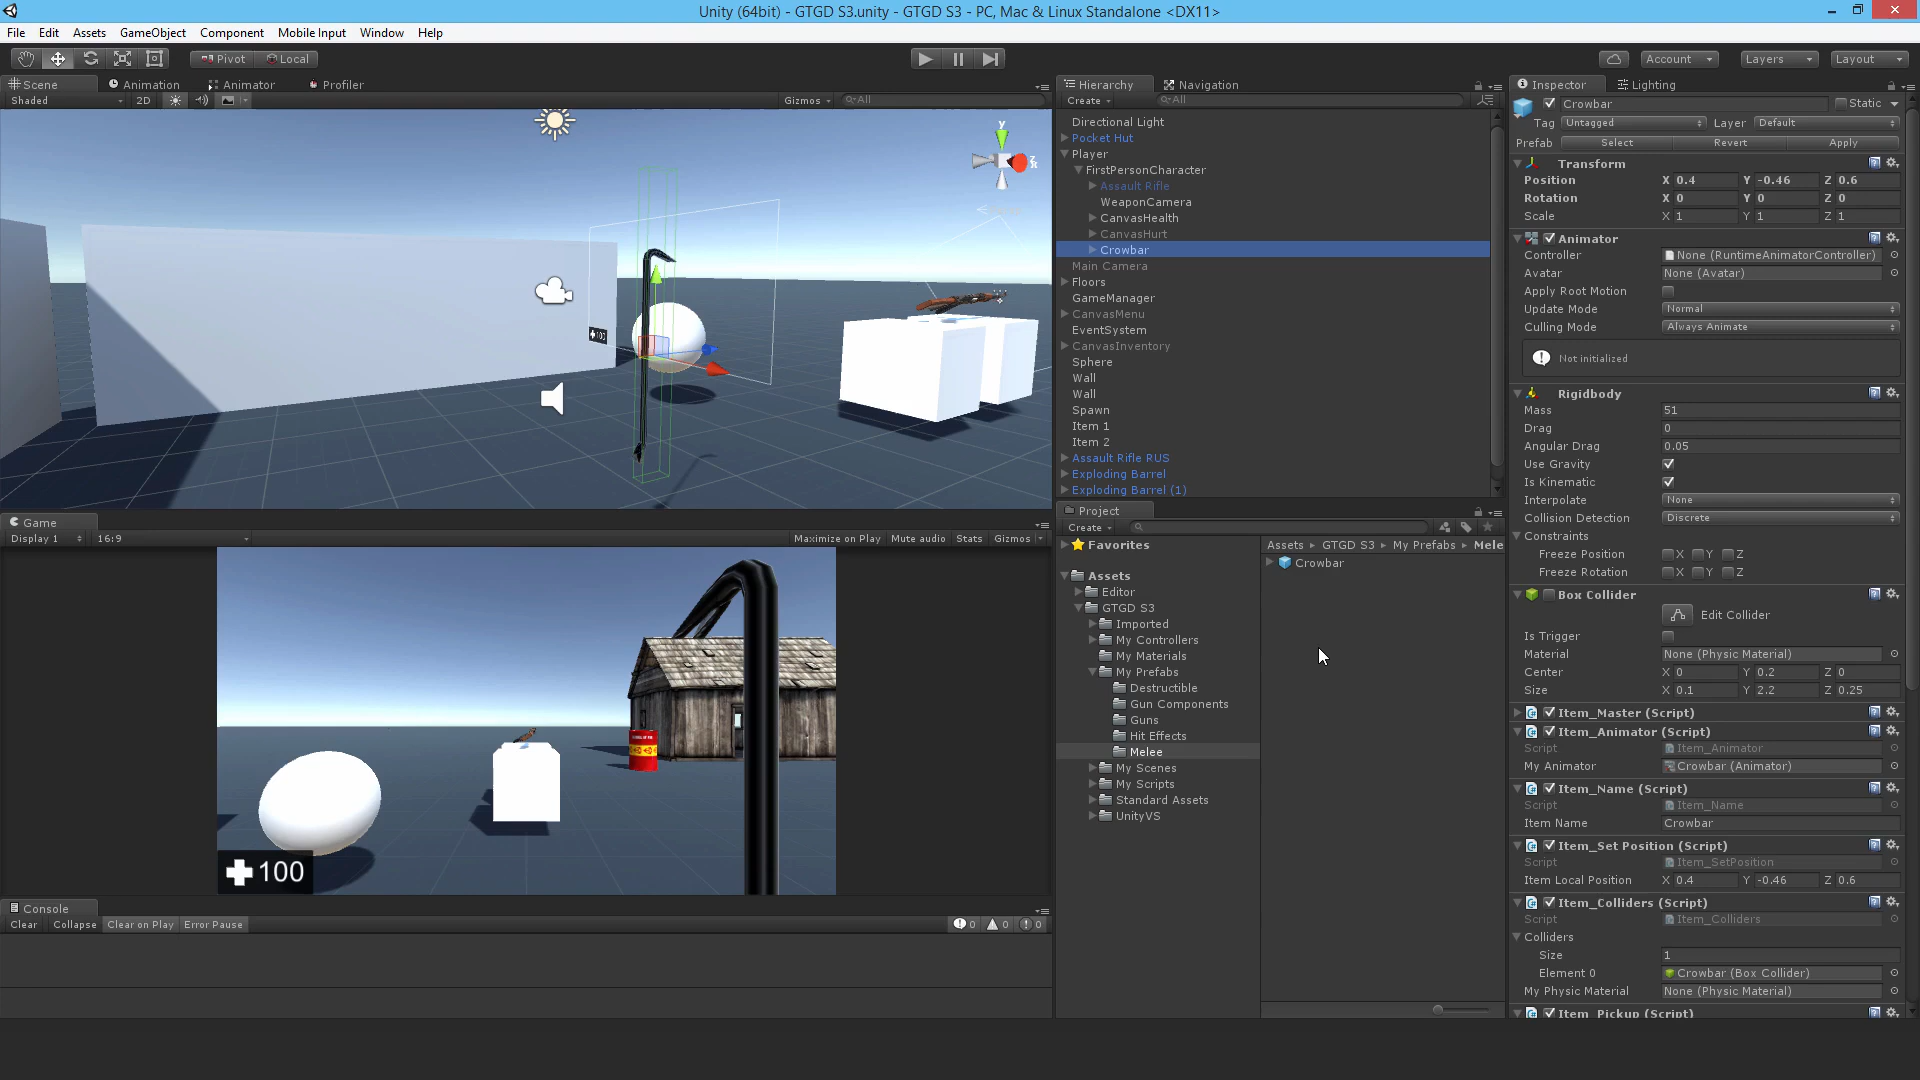 Unity (64bit) - GTGD S3.unity - GTGD S3 - PC, Mac & Linux Standalone <DX11>
File Edit Assets GameObject Component Mobile Input Window Help
Pivot Local Account Layers Layout
Scene Animation Animator Profiler
Shaded 2D Gizmos All
y
x
+100
Game
Display 1 16:9 Maximize on Play Mute audio Stats Gizmos
100
Console
Clear Collapse Clear on Play Error Pause 0 0 0
Hierarchy Navigation
Create All
Directional Light
Pocket Hut
Player
FirstPersonCharacter
Assault Rifle
WeaponCamera
CanvasHealth
CanvasHurt
Crowbar
Main Camera
Floors
GameManager
CanvasMenu
EventSystem
CanvasInventory
Sphere
Wall
Wall
Spawn
Item 1
Item 2
Assault Rifle RUS
Exploding Barrel
Exploding Barrel (1)
Project
Create
Favorites
Assets
Editor
GTGD S3
Imported
My Controllers
My Materials
My Prefabs
Destructible
Gun Components
Guns
Hit Effects
Melee
My Scenes
My Scripts
Standard Assets
UnityVS
Assets GTGD S3 My Prefabs Mele
Crowbar
Inspector Lighting
Crowbar Static
Tag Untagged Layer Default
Prefab Select Revert Apply
Transform
Position X 0.4 Y -0.46 Z 0.6
Rotation X 0 Y 0 Z 0
Scale X 1 Y 1 Z 1
Animator
Controller None (RuntimeAnimatorController)
Avatar None (Avatar)
Apply Root Motion
Update Mode Normal
Culling Mode Always Animate
Not initialized
Rigidbody
Mass 51
Drag 0
Angular Drag 0.05
Use Gravity
Is Kinematic
Interpolate None
Collision Detection Discrete
Constraints
Freeze Position X Y Z
Freeze Rotation X Y Z
Box Collider
Edit Collider
Is Trigger
Material None (Physic Material)
Center X 0 Y 0.2 Z 0
Size X 0.1 Y 2.2 Z 0.25
Item_Master (Script)
Item_Animator (Script)
Script Item_Animator
My Animator Crowbar (Animator)
Item_Name (Script)
Script Item_Name
Item Name Crowbar
Item_Set Position (Script)
Script Item_SetPosition
Item Local Position X 0.4 Y -0.46 Z 0.6
Item_Colliders (Script)
Script Item_Colliders
Colliders
Size 1
Element 0 Crowbar (Box Collider)
My Physic Material None (Physic Material)
Item_Pickup (Script)